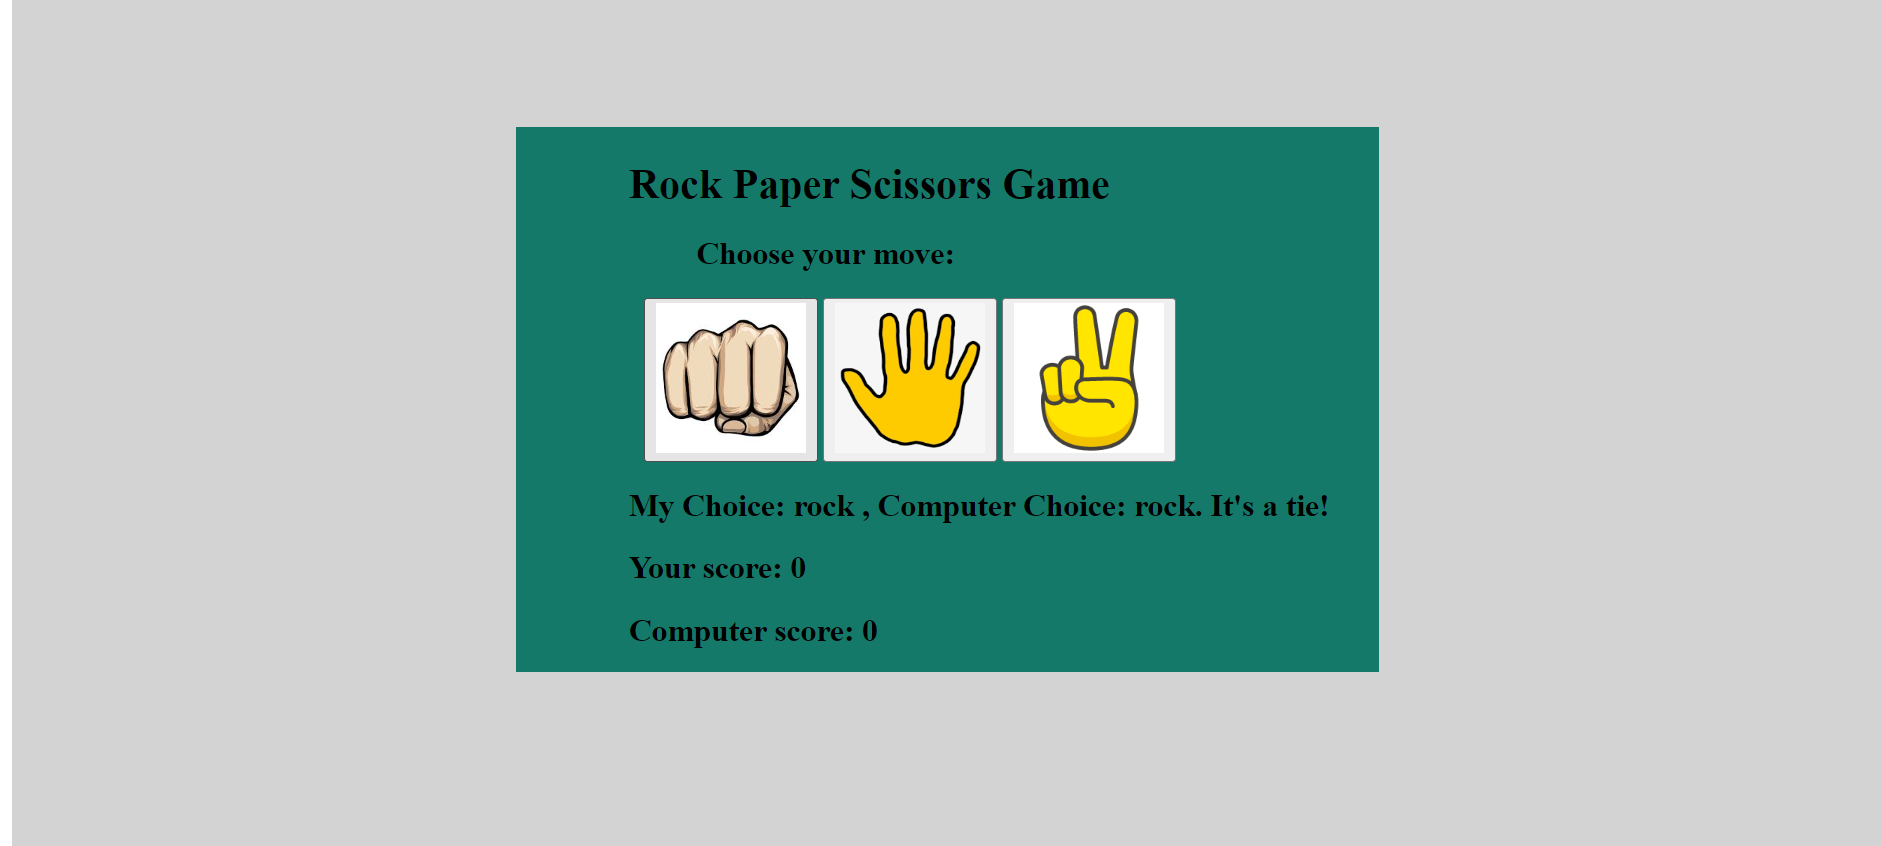 Rock Paper Scissors Game
Choose your move:
My Choice: rock , Computer Choice: rock. It's a tie!
Your score: 0
Computer score: 0